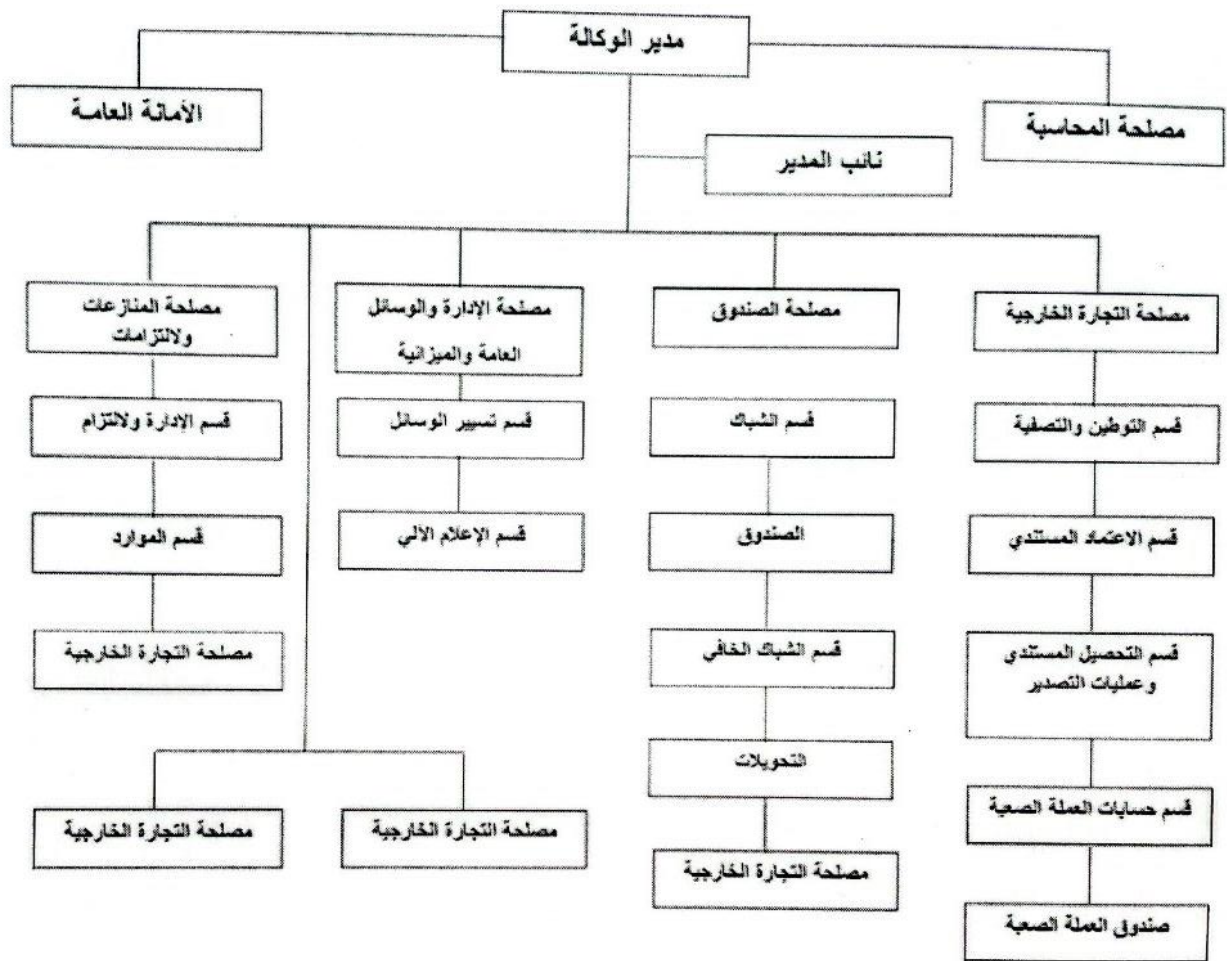 مدير الوكالة
مصلحة المحاسبة
الأمانة العامة
نائب المدير
مصلحة التجارة الخارجية
مصلحة الصندوق
مصلحة الإدارة والوسائل
العامة والميزانية
مصلحة المنازعات
ولالتزامات
قسم التوطين والتصفية
قسم الشباك
قسم تسيير الوسائل
قسم الإدارة ولالتزام
قسم الاعتماد المستندي
الصندوق
قسم الإعلام الآلي
قسم الموارد
قسم التحصيل المستندي
وعمليات التصدير
قسم الشباك الخافي
مصلحة التجارة الخارجية
التحويلات
قسم حسابات العملة الصعبة
مصلحة التجارة الخارجية
مصلحة التجارة الخارجية
مصلحة التجارة الخارجية
صندوق العملة الصعبة